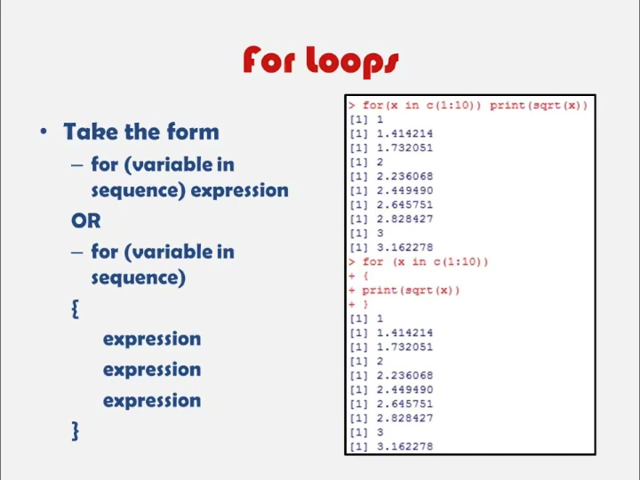 For Loops
• Take the form
– for (variable in
sequence) expression
OR
– for (variable in
sequence)
{
expression
expression
expression
}
> for(x in c(1:10)) print(sqrt(x))
[1] 1
[1] 1.414214
[1] 1.732051
[1] 2
[1] 2.236068
[1] 2.449490
[1] 2.645751
[1] 2.828427
[1] 3
[1] 3.162278
> for (x in c(1:10))
+ {
+ print(sqrt(x))
+ }
[1] 1
[1] 1.414214
[1] 1.732051
[1] 2
[1] 2.236068
[1] 2.449490
[1] 2.645751
[1] 2.828427
[1] 3
[1] 3.162278